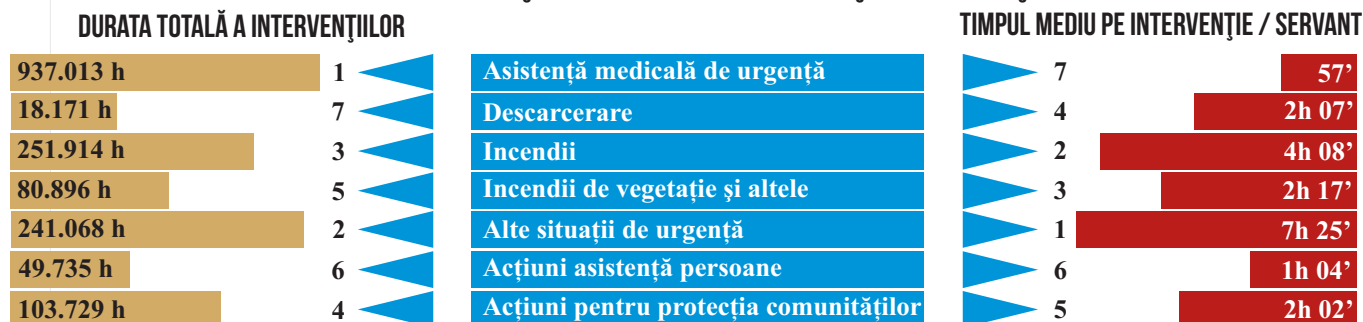 DURATA TOTALĂ A INTERVENŢIILOR TIMPUL MEDIU PE INTERVENŢIE / SERVANT
937.013 h 1 Asistență medicală de urgență 7 57’
18.171 h 7 Descarcerare 4 2h 07’
251.914 h 3 Incendii 2 4h 08’
80.896 h 5 Incendii de vegetație şi altele 3 2h 17’
241.068 h 2 Alte situații de urgență 1 7h 25’
49.735 h 6 Acțiuni asistență persoane 6 1h 04’
103.729 h 4 Acțiuni pentru protecția comunităților 5 2h 02’